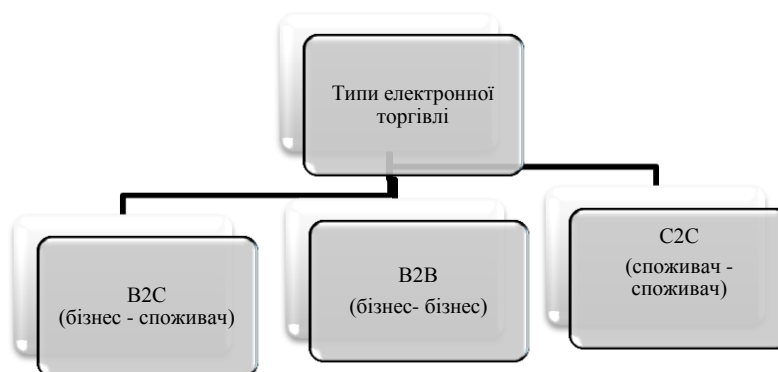 Типи електронної
торгівлі
B2C
(бізнес - споживач)
B2B
(бізнес- бізнес)
C2C
(споживач -
споживач)